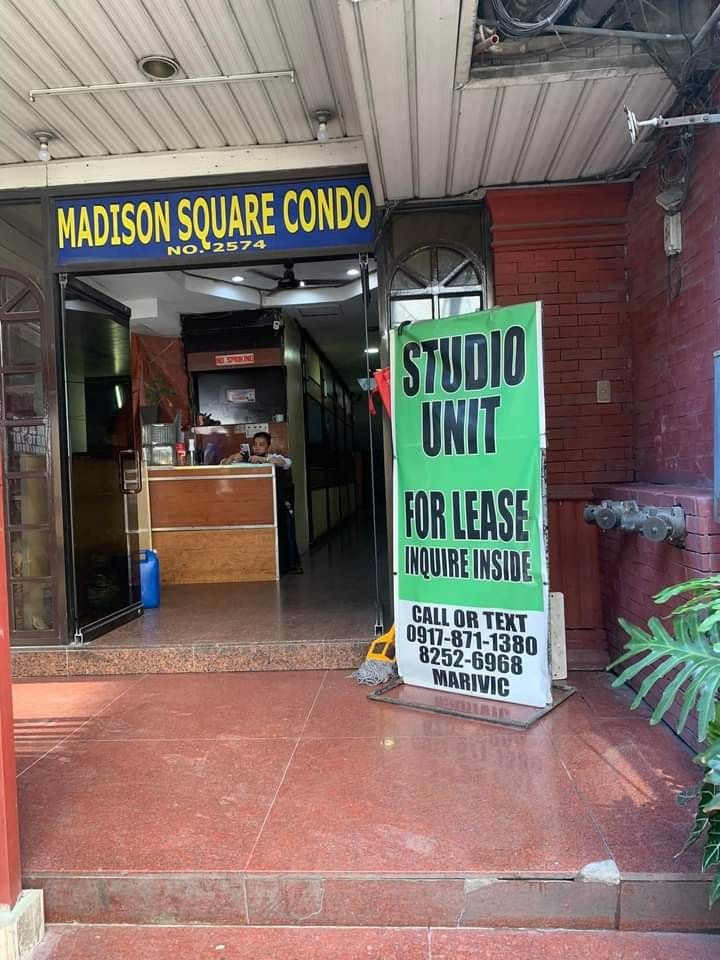 MADISON SQUARE CONDO
NO. 2574
NO SMOKING
STUDIO
UNIT
FOR LEASE
INQUIRE INSIDE
CALL OR TEXT
0917-871-1380
8252-6968
MARIVIC